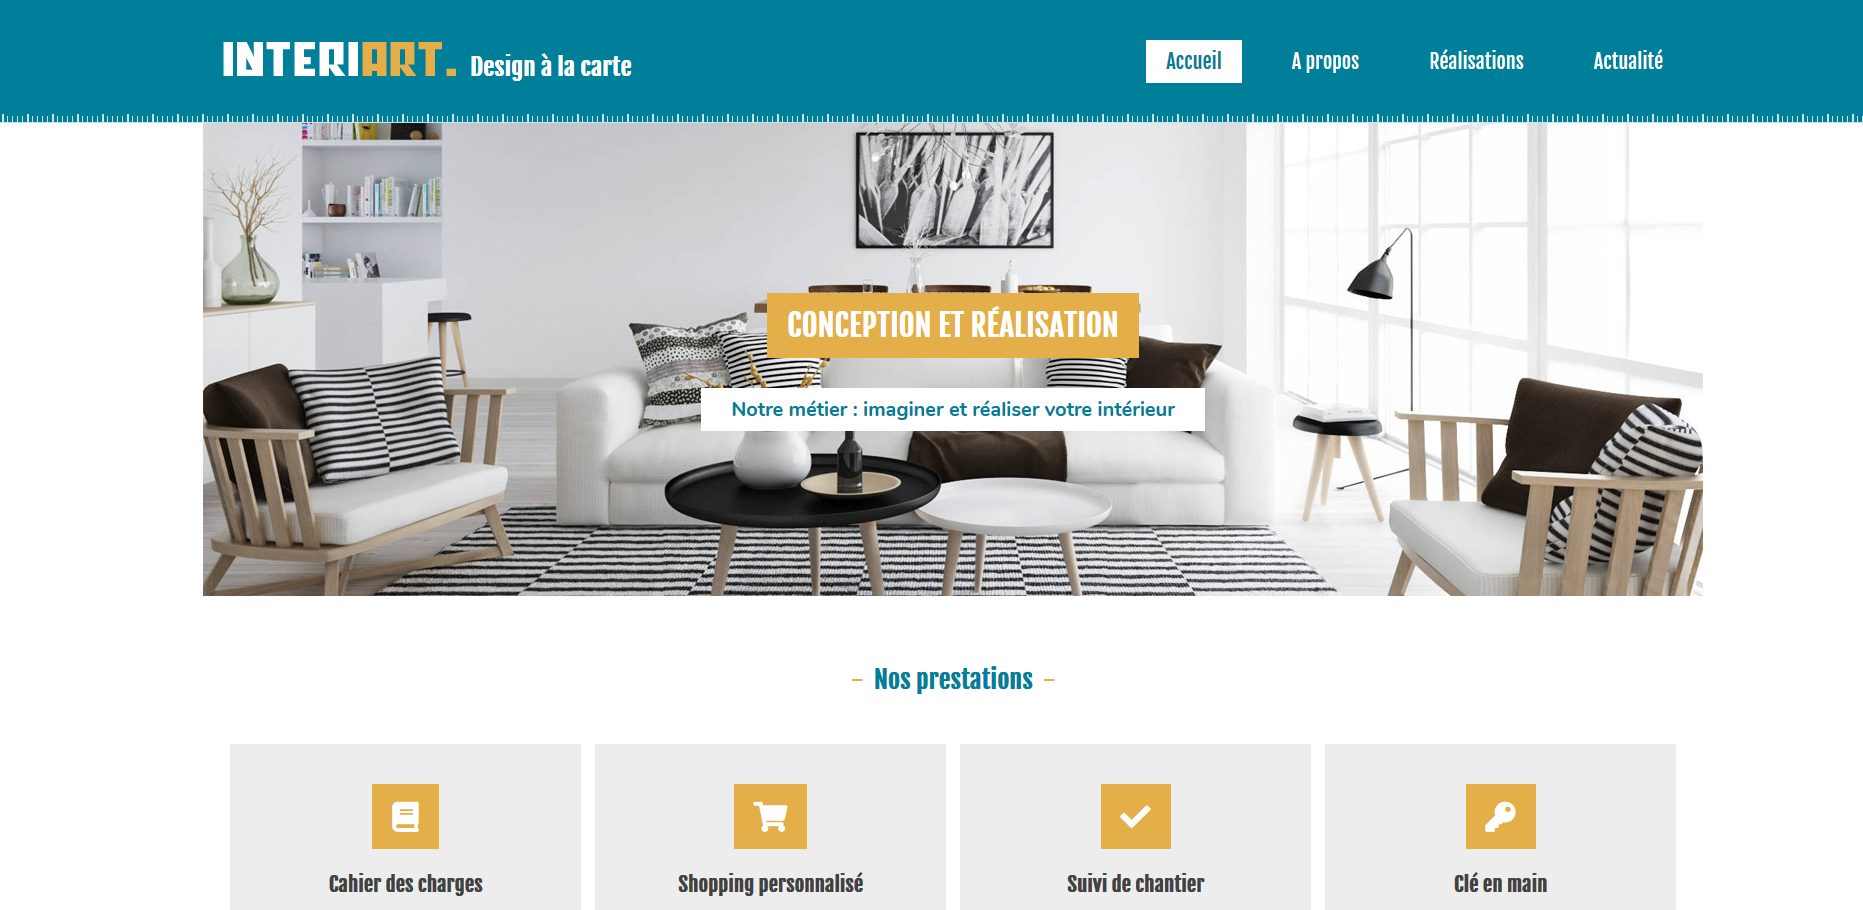 INTERIART. Design à la carte
Accueil A propos Réalisations Actualité
CONCEPTION ET RÉALISATION
Notre métier : imaginer et réaliser votre intérieur
– Nos prestations –
Cahier des charges
Shopping personnalisé
Suivi de chantier
Clé en main